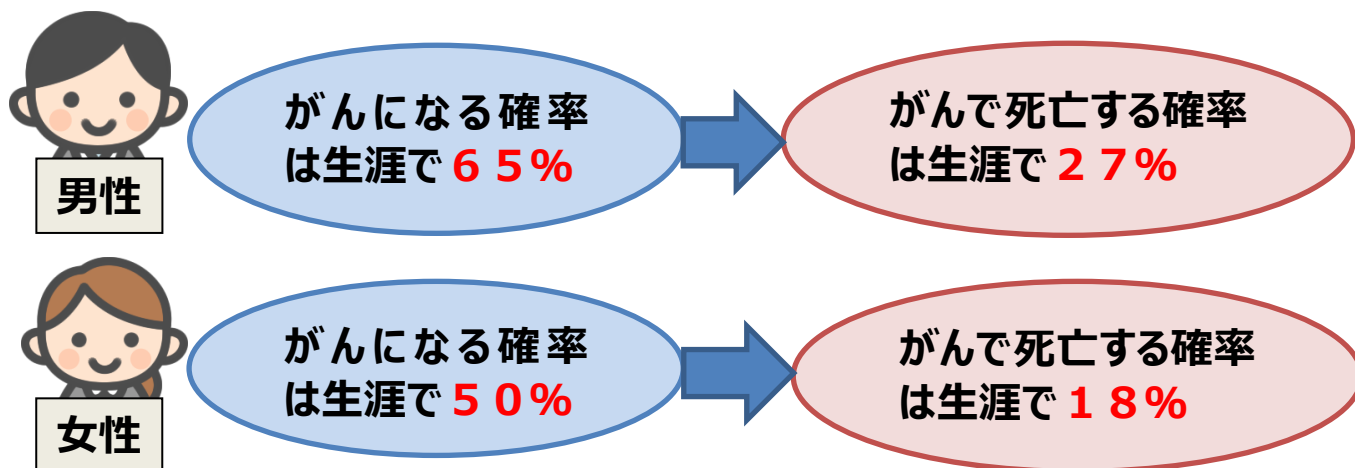 がんになる確率
は生涯で６５%
がんで死亡する確率
は生涯で２７%
男性
がんになる確率
は生涯で５０%
がんで死亡する確率
は生涯で１８%
女性